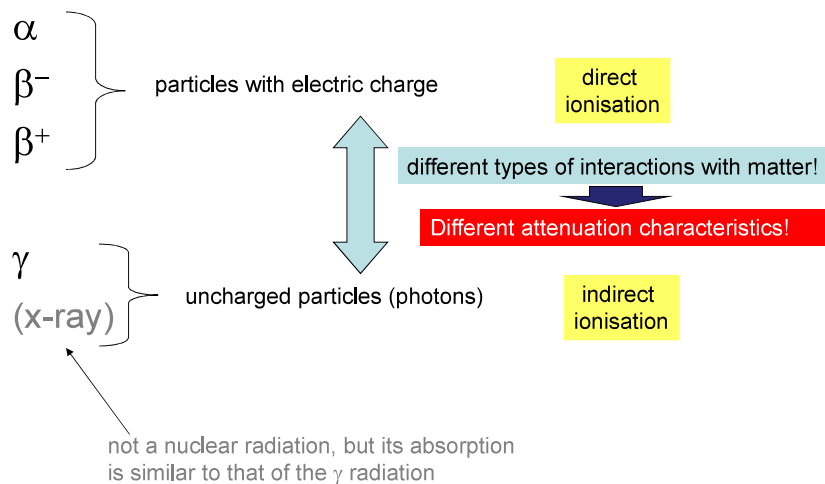 α
β⁻
β⁺
particles with electric charge
direct
ionisation
different types of interactions with matter!
Different attenuation characteristics!
γ
(x-ray)
uncharged particles (photons)
indirect
ionisation
not a nuclear radiation, but its absorption
is similar to that of the γ radiation